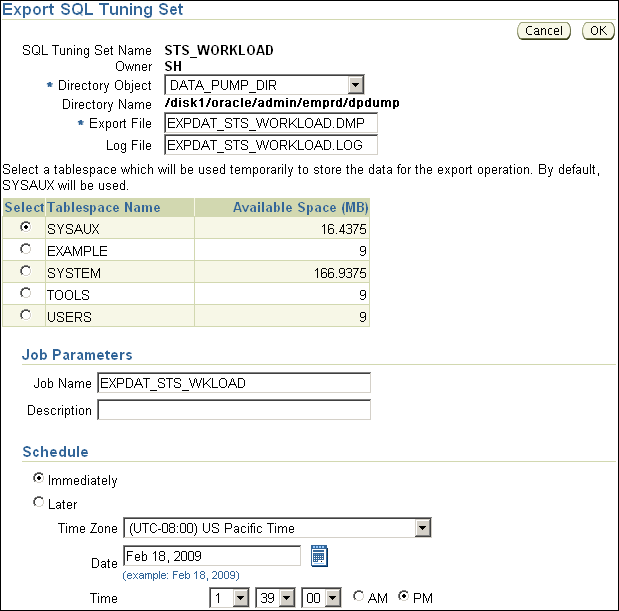 Export SQL Tuning Set
Cancel OK
SQL Tuning Set Name STS_WORKLOAD
Owner SH
* Directory Object DATA_PUMP_DIR
Directory Name /disk1/oracle/admin/emprd/dpdump
* Export File EXPDAT_STS_WORKLOAD.DMP
Log File EXPDAT_STS_WORKLOAD.LOG
Select a tablespace which will be used temporarily to store the data for the export operation. By default,
SYSAUX will be used.
Select Tablespace Name Available Space (MB)
SYSAUX 16.4375
EXAMPLE 9
SYSTEM 166.9375
TOOLS 9
USERS 9
Job Parameters
Job Name EXPDAT_STS_WKLOAD
Description
Schedule
Immediately
Later
Time Zone (UTC-08:00) US Pacific Time
Date Feb 18, 2009
(example: Feb 18, 2009)
Time 1 39 00 AM PM